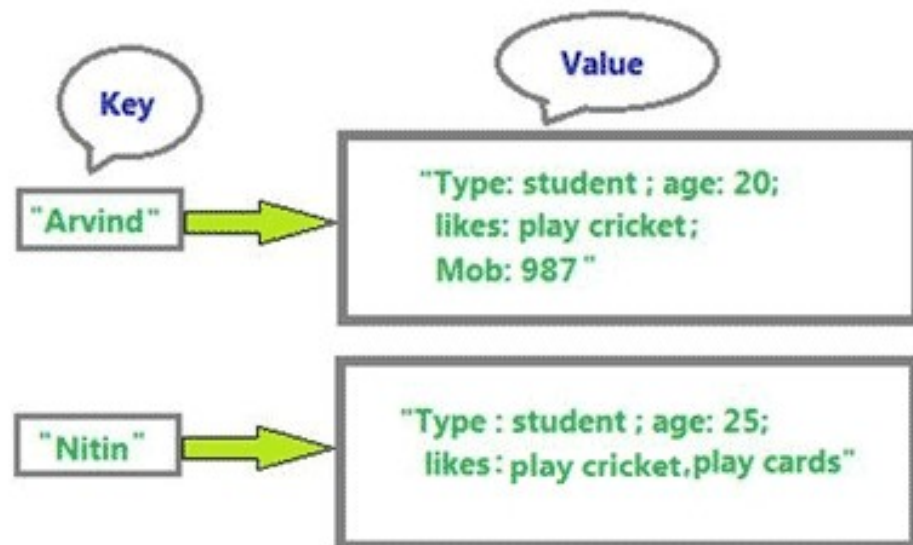 Key
Value
"Arvind"
"Type: student ; age: 20;
likes: play cricket;
Mob: 987 "
"Nitin"
"Type : student ; age: 25;
likes: play cricket,play cards"